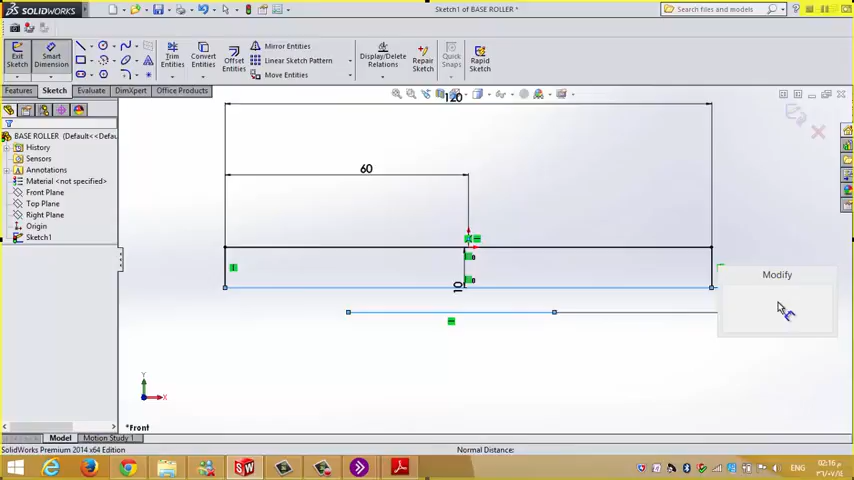 SOLIDWORKS
Sketch1 of BASE ROLLER *
Search files and models
Exit Sketch
Smart Dimension
Trim Entities
Convert Entities
Offset Entities
Mirror Entities
Linear Sketch Pattern
Move Entities
Display/Delete Relations
Repair Sketch
Quick Snaps
Rapid Sketch
Features
Sketch
Evaluate
DimXpert
Office Products
BASE ROLLER (Default<<Defa
History
Sensors
Annotations
Material <not specified>
Front Plane
Top Plane
Right Plane
Origin
Sketch1
120
60
10
Modify
Y
X
*Front
Model
Motion Study 1
SolidWorks Premium 2014 x64 Edition
Normal Distance:
ENG
02:16 م